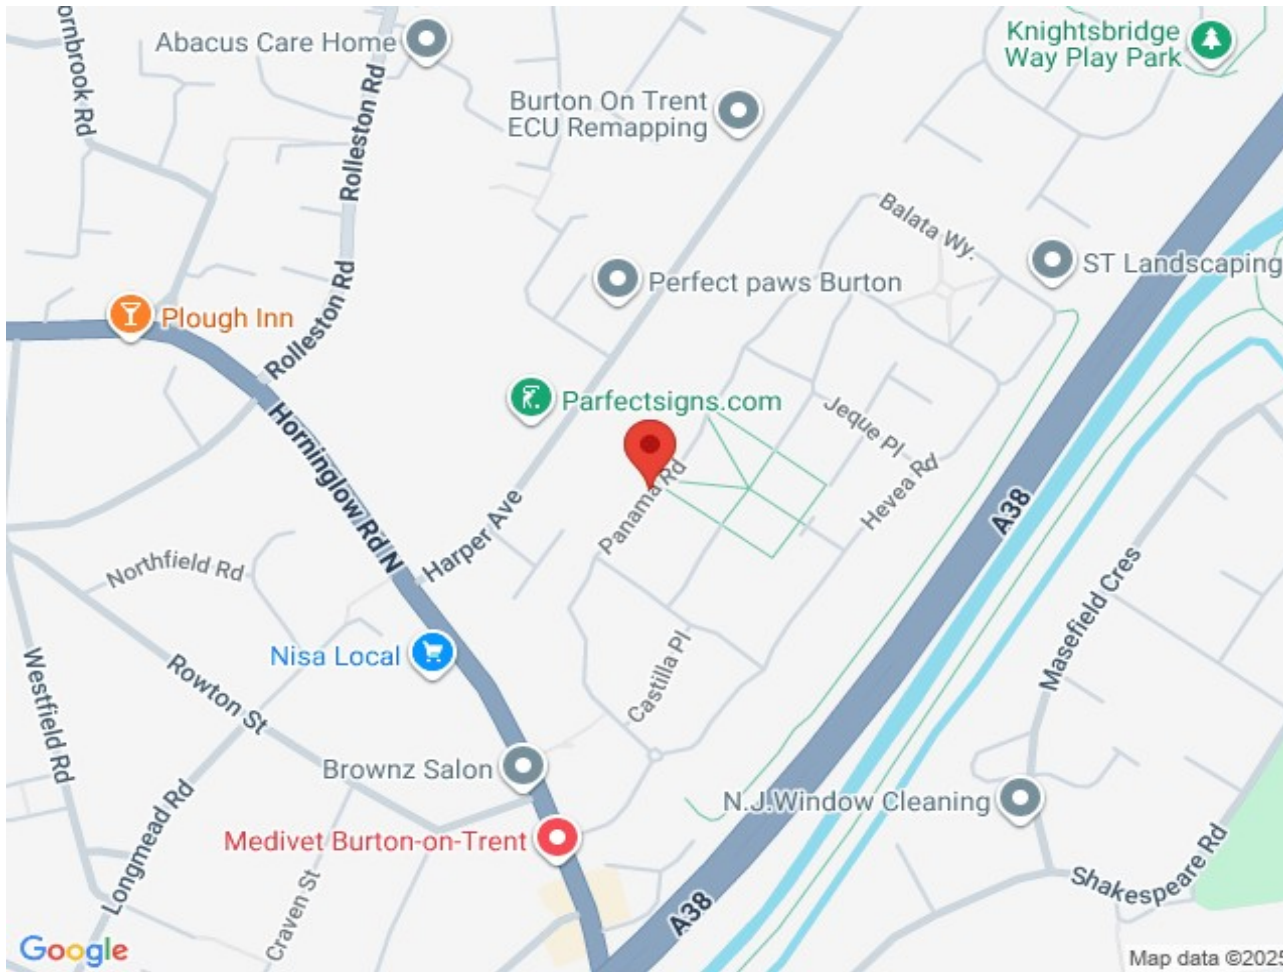 ornbrook Rd
Abacus Care Home
Rolleston Rd
Knightsbridge
Way Play Park
Burton On Trent
ECU Remapping
Balata Wy.
ST Landscaping
Rolleston Rd
Perfect paws Burton
Plough Inn
Parfectsigns.com
Jeque Pl
Hevea Rd
Horninglow Rd N
Panama Rd
A38
Harper Ave
Northfield Rd
Masefield Cres
Nisa Local
Castilla Pl
Westfield Rd
Rowton St
Brownz Salon
N.J.Window Cleaning
Medivet Burton-on-Trent
Longmead Rd
Craven St
A38
Shakespeare Rd
Google
Map data ©202